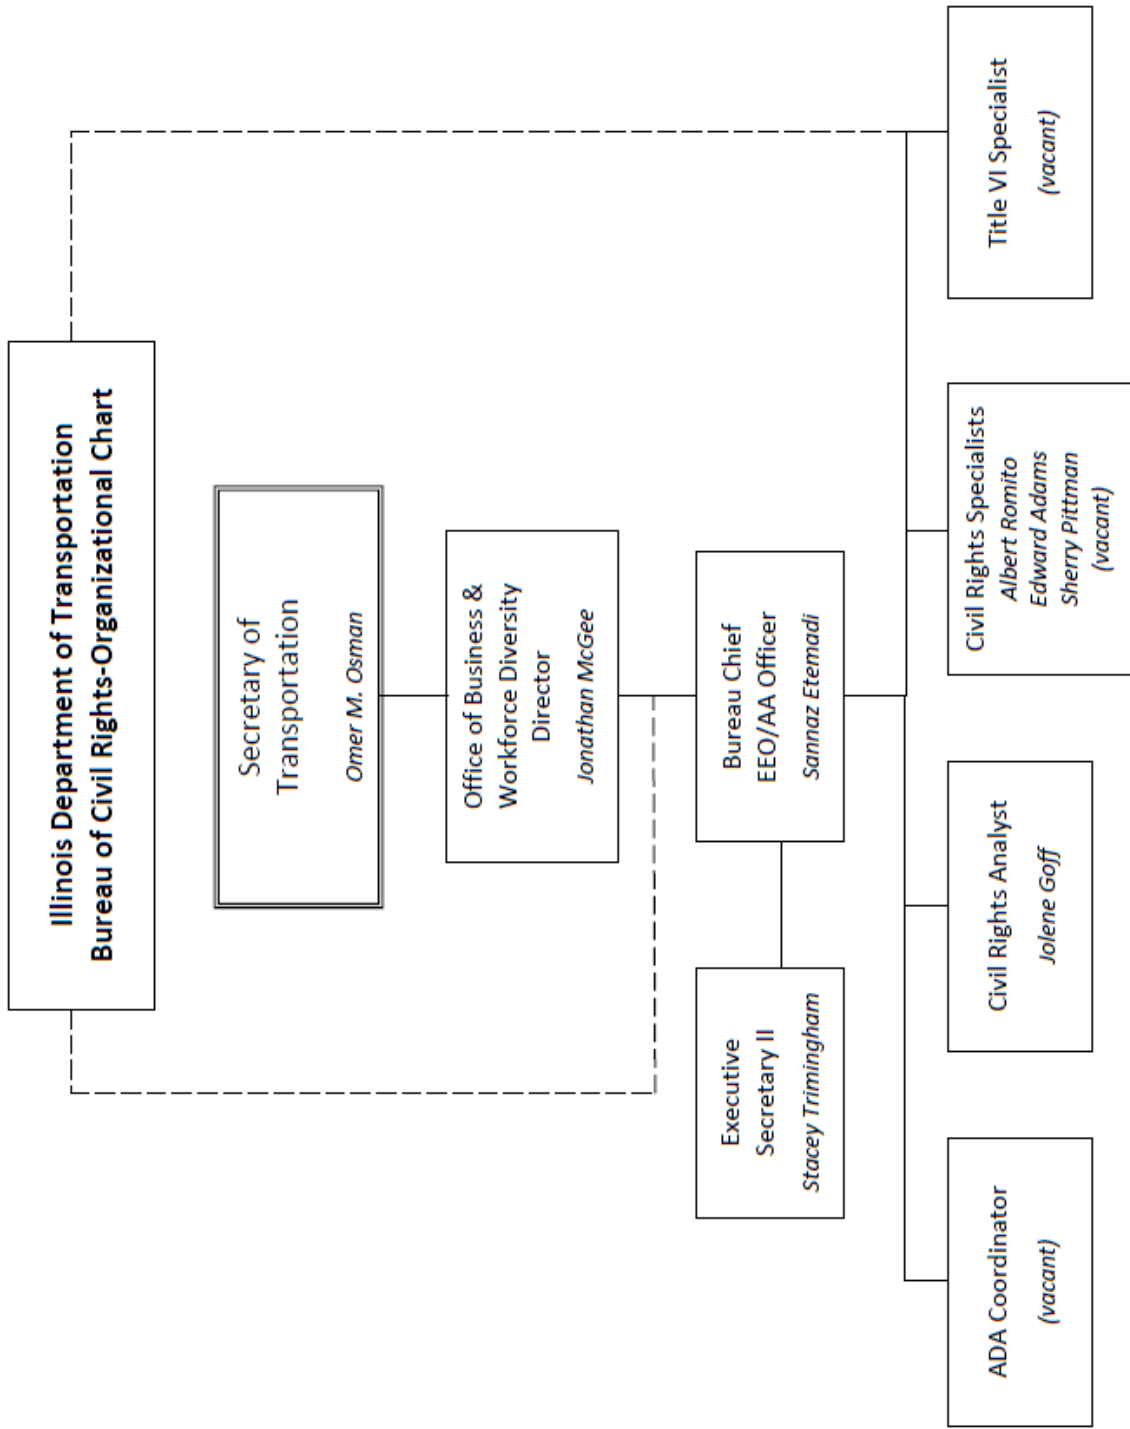 Illinois Department of Transportation
Bureau of Civil Rights-Organizational Chart
Secretary of
Transportation
Omer M. Osman
Office of Business &
Workforce Diversity
Director
Jonathan McGee
Executive
Secretary II
Stacey Trimingham
Bureau Chief
EEO/AA Officer
Sannaz Etemadi
ADA Coordinator
(vacant)
Civil Rights Analyst
Jolene Goff
Civil Rights Specialists
Albert Romito
Edward Adams
Sherry Pittman
(vacant)
Title VI Specialist
(vacant)